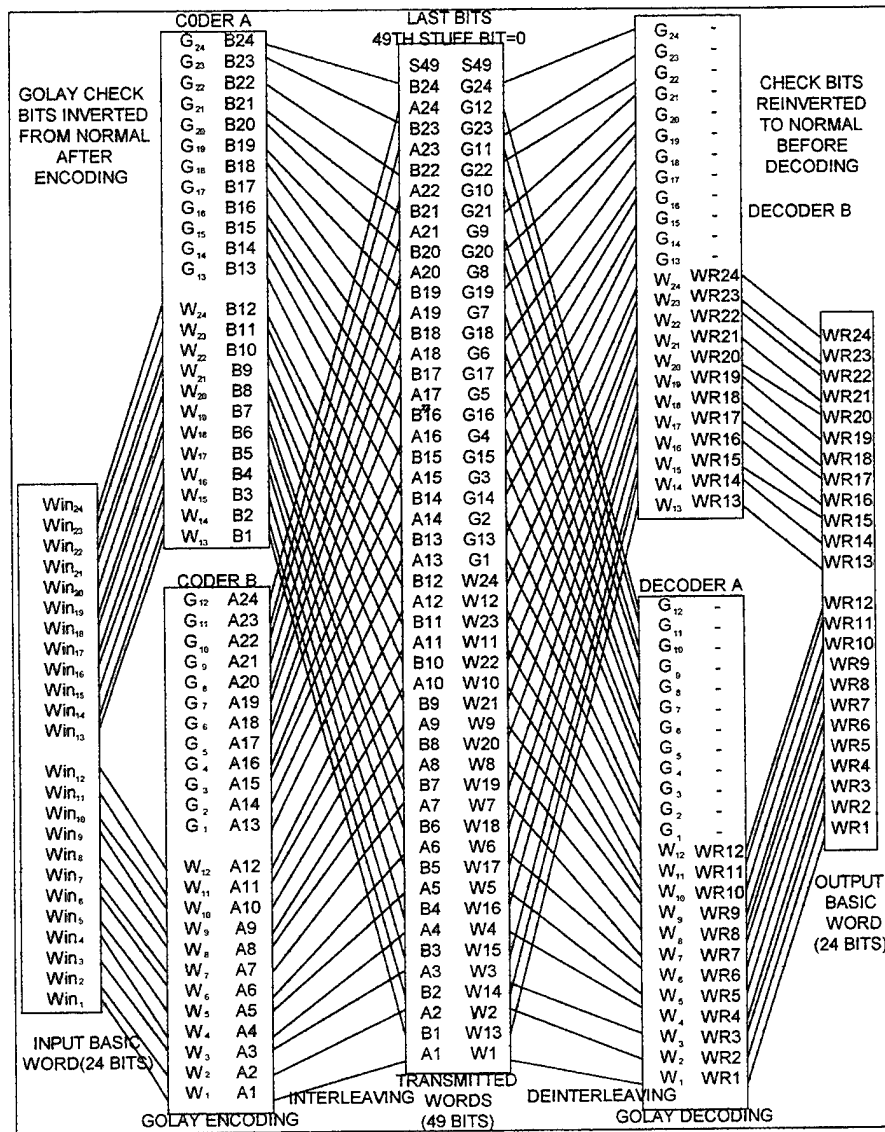 CODER A
G₂₄ B24
G₂₃ B23
G₂₂ B22
G₂₁ B21
G₂₀ B20
G₁₉ B19
G₁₈ B18
G₁₇ B17
G₁₆ B16
G₁₅ B15
G₁₄ B14
G₁₃ B13
W₂₄ B12
W₂₃ B11
W₂₂ B10
W₂₁ B9
W₂₀ B8
W₁₉ B7
W₁₈ B6
W₁₇ B5
W₁₆ B4
W₁₅ B3
W₁₄ B2
W₁₃ B1
GOLAY CHECK
BITS INVERTED
FROM NORMAL
AFTER
ENCODING
Win₂₄
Win₂₃
Win₂₂
Win₂₁
Win₂₀
Win₁₉
Win₁₈
Win₁₇
Win₁₆
Win₁₅
Win₁₄
Win₁₃
Win₁₂
Win₁₁
Win₁₀
Win₉
Win₈
Win₇
Win₆
Win₅
Win₄
Win₃
Win₂
Win₁
INPUT BASIC
WORD(24 BITS)
CODER B
G₁₂ A24
G₁₁ A23
G₁₀ A22
G₉ A21
G₈ A20
G₇ A19
G₆ A18
G₅ A17
G₄ A16
G₃ A15
G₂ A14
G₁ A13
W₁₂ A12
W₁₁ A11
W₁₀ A10
W₉ A9
W₈ A8
W₇ A7
W₆ A6
W₅ A5
W₄ A4
W₃ A3
W₂ A2
W₁ A1
GOLAY ENCODING
INTERLEAVING
LAST BITS
49TH STUFF BIT=0
S49 S49
B24 G24
A24 G12
B23 G23
A23 G11
B22 G22
A22 G10
B21 G21
A21 G9
B20 G20
A20 G8
B19 G19
A19 G7
B18 G18
A18 G6
B17 G17
A17 G5
B16 G16
A16 G4
B15 G15
A15 G3
B14 G14
A14 G2
B13 G13
A13 G1
B12 W24
A12 W12
B11 W23
A11 W11
B10 W22
A10 W10
B9 W21
A9 W9
B8 W20
A8 W8
B7 W19
A7 W7
B6 W18
A6 W6
B5 W17
A5 W5
B4 W16
A4 W4
B3 W15
A3 W3
B2 W14
A2 W2
B1 W13
A1 W1
TRANSMITTED
WORDS
(49 BITS)
DEINTERLEAVING
G₂₄ -
G₂₃ -
G₂₂ -
G₂₁ -
G₂₀ -
G₁₉ -
G₁₈ -
G₁₇ -
G₁₆ -
G₁₅ -
G₁₄ -
G₁₃ -
W₂₄ WR24
W₂₃ WR23
W₂₂ WR22
W₂₁ WR21
W₂₀ WR20
W₁₉ WR19
W₁₈ WR18
W₁₇ WR17
W₁₆ WR16
W₁₅ WR15
W₁₄ WR14
W₁₃ WR13
CHECK BITS
REINVERTED
TO NORMAL
BEFORE
DECODING
DECODER B
DECODER A
G₁₂ -
G₁₁ -
G₁₀ -
G₉ -
G₈ -
G₇ -
G₆ -
G₅ -
G₄ -
G₃ -
G₂ -
G₁ -
W₁₂ WR12
W₁₁ WR11
W₁₀ WR10
W₉ WR9
W₈ WR8
W₇ WR7
W₆ WR6
W₅ WR5
W₄ WR4
W₃ WR3
W₂ WR2
W₁ WR1
GOLAY DECODING
WR24
WR23
WR22
WR21
WR20
WR19
WR18
WR17
WR16
WR15
WR14
WR13
WR12
WR11
WR10
WR9
WR8
WR7
WR6
WR5
WR4
WR3
WR2
WR1
OUTPUT
BASIC
WORD
(24 BITS)